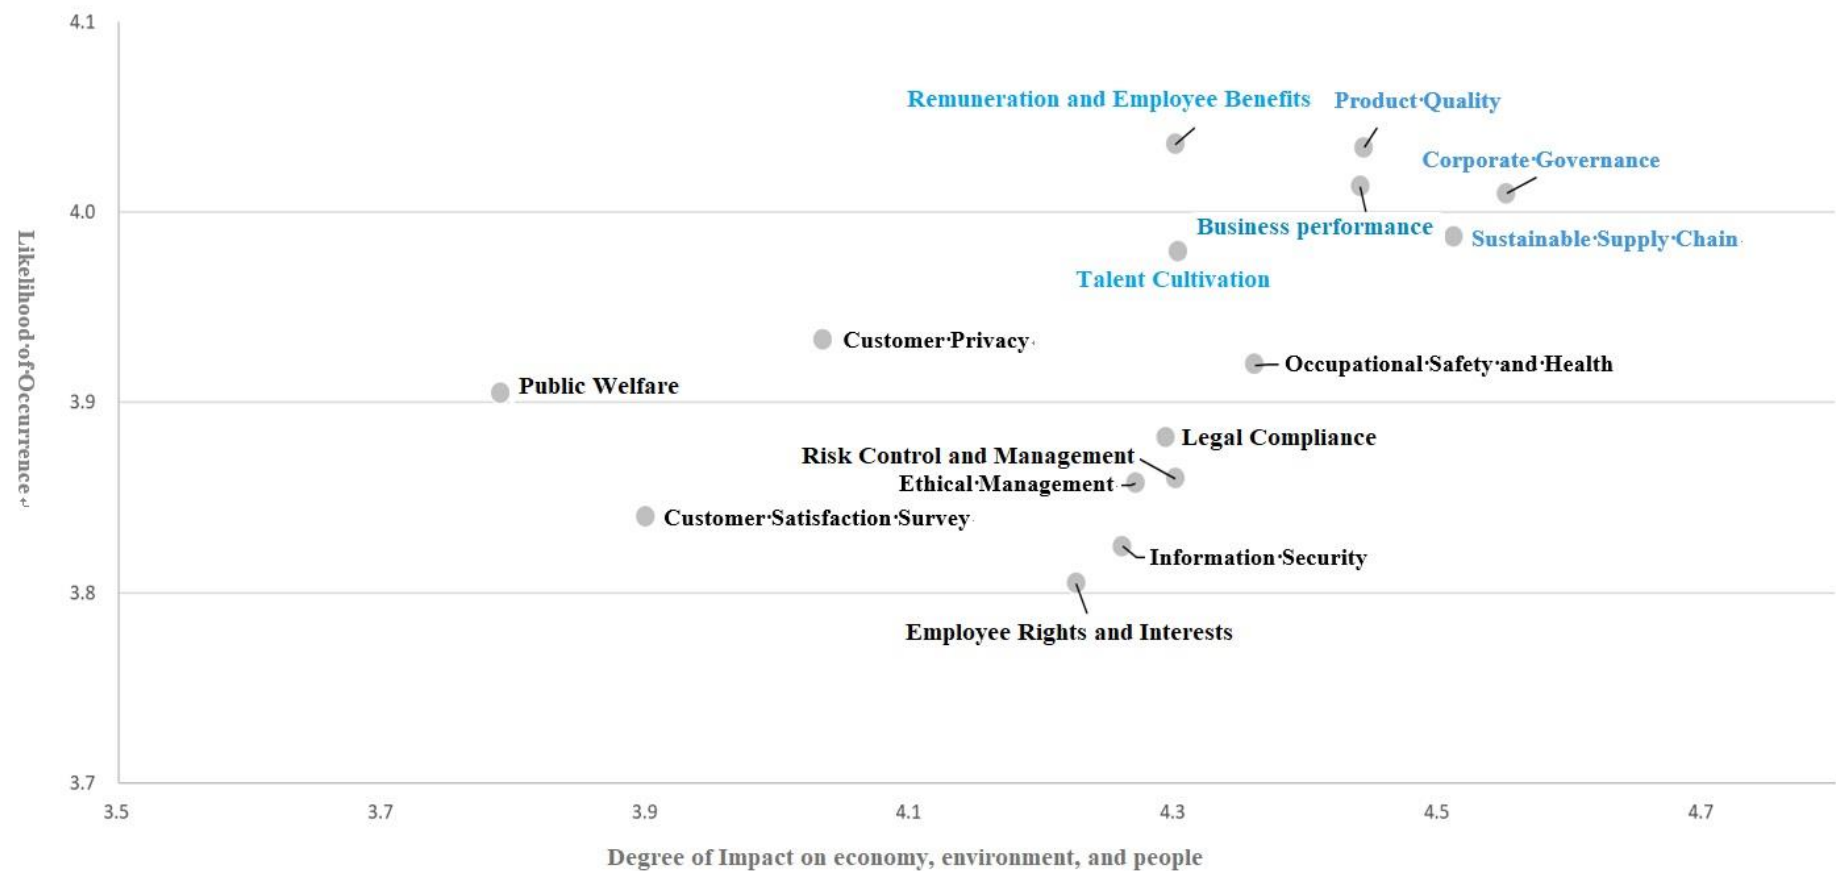 4.1
Remuneration and Employee Benefits
Product·Quality
Corporate·Governance
4.0
Business performance
Sustainable·Supply·Chain
Talent Cultivation
Customer·Privacy
Occupational·Safety·and·Health
Public Welfare
3.9
Legal Compliance
Risk Control and Management
Ethical·Management
Customer·Satisfaction·Survey
Information·Security
3.8
Employee Rights and Interests
3.7
Likelihood·of·Occurrence↵
3.5 3.7 3.9 4.1 4.3 4.5 4.7
Degree of Impact on economy, environment, and people